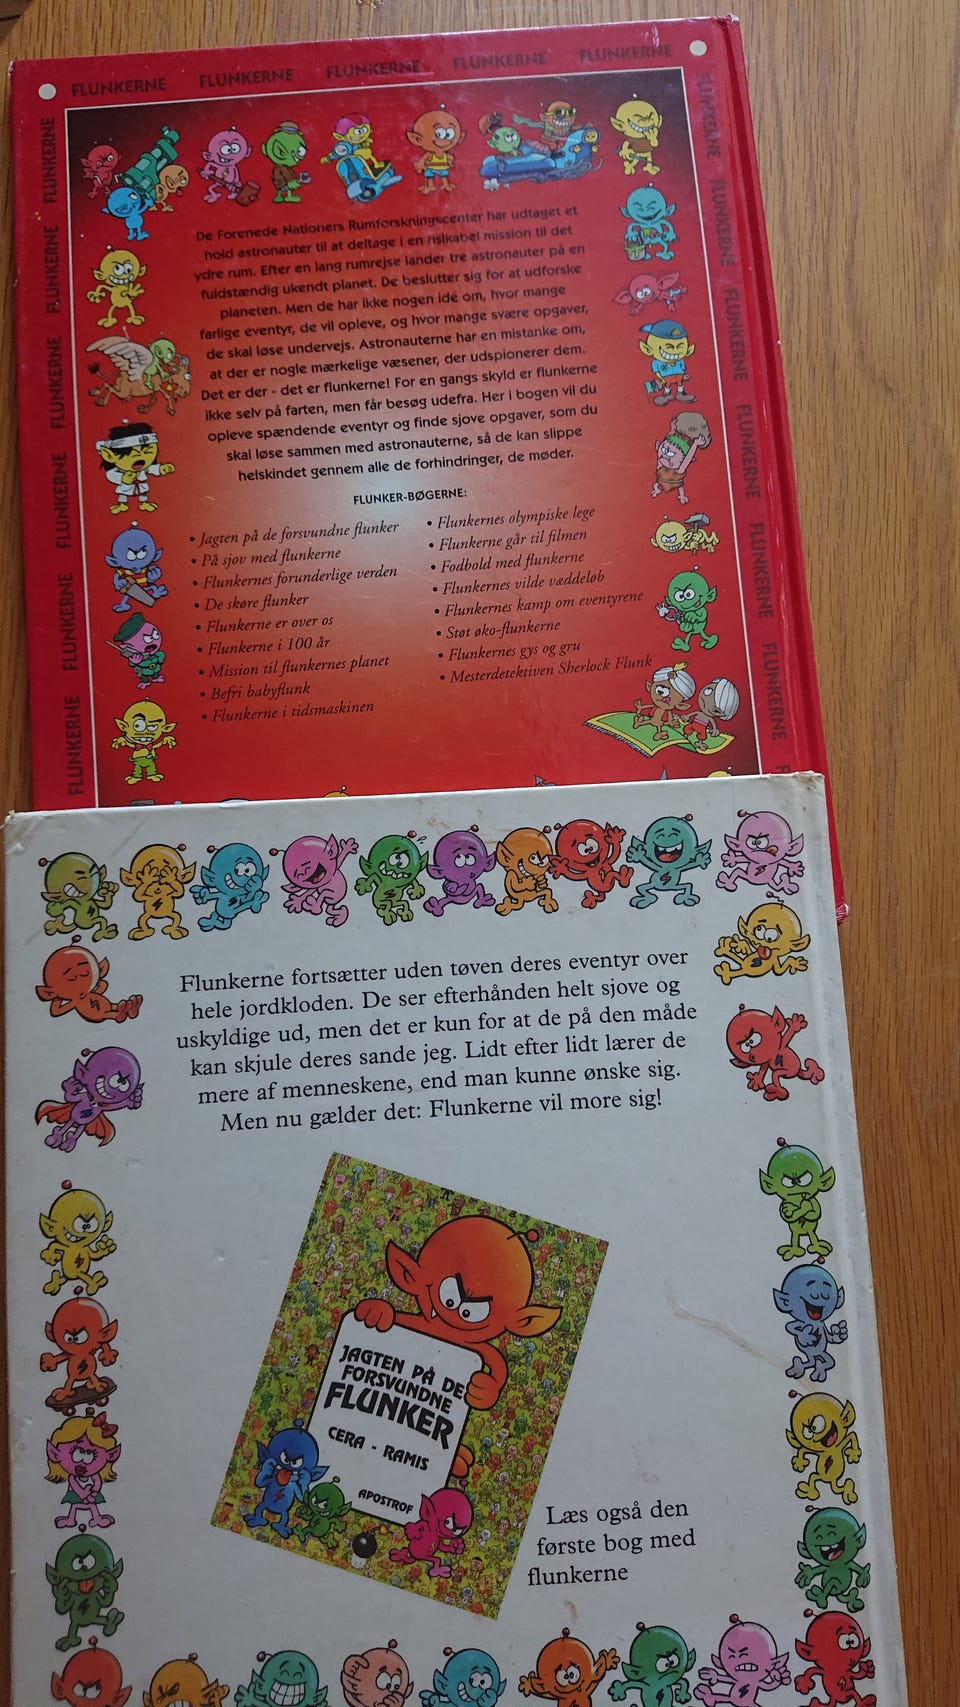 FLUNKERNE FLUNKERNE FLUNKERNE FLUNKERNE FLUNKERNE
FLUNKERNE
FLUNKERNE
FLUNKERNE
FLUNKERNE
FLUNKERNE
FLUNKERNE
FLUNKERNE
FLUNKERNE
FLUNKERNE
FLUNKERNE
FLUNKERNE
FLUNKERNE
De Forenede Nationers Rumforskningscenter har udtaget et
hold astronauter til at deltage i en risikabel mission til det
ydre rum. Efter en lang rumrejse lander tre astronauter på en
fuldstændig ukendt planet. De beslutter sig for at udforske
planeten. Men de har ikke nogen idé om, hvor mange
farlige eventyr, de vil opleve, og hvor mange svære opgaver,
de skal løse undervejs. Astronauterne har en mistanke om,
at der er nogle mærkelige væsener, der udspionerer dem.
Det er der - det er flunkerne! For en gangs skyld er flunkerne
ikke selv på farten, men får besøg udefra. Her i bogen vil du
opleve spændende eventyr og finde sjove opgaver, som du
skal løse sammen med astronauterne, så de kan slippe
helskindet gennem alle de forhindringer, de møder.
FLUNKER-BØGERNE:
• Jagten på de forsvundne flunker
• På sjov med flunkerne
• Flunkernes forunderlige verden
• De skøre flunker
• Flunkerne er over os
• Flunkerne i 100 år
• Mission til flunkernes planet
• Befri babyflunk
• Flunkerne i tidsmaskinen
• Flunkernes olympiske lege
• Flunkerne går til filmen
• Fodbold med flunkerne
• Flunkernes vilde væddeløb
• Flunkernes kamp om eventyrene
• Støt øko-flunkerne
• Flunkernes gys og gru
• Mesterdetektiven Sherlock Flunk
Flunkerne fortsætter uden tøven deres eventyr over
hele jordkloden. De ser efterhånden helt sjove og
uskyldige ud, men det er kun for at de på den måde
kan skjule deres sande jeg. Lidt efter lidt lærer de
mere af menneskene, end man kunne ønske sig.
Men nu gælder det: Flunkerne vil more sig!
JAGTEN PÅ DE
FORSVUNDNE
FLUNKER
CERA - RAMIS
APOSTROF
Læs også den
første bog med
flunkerne